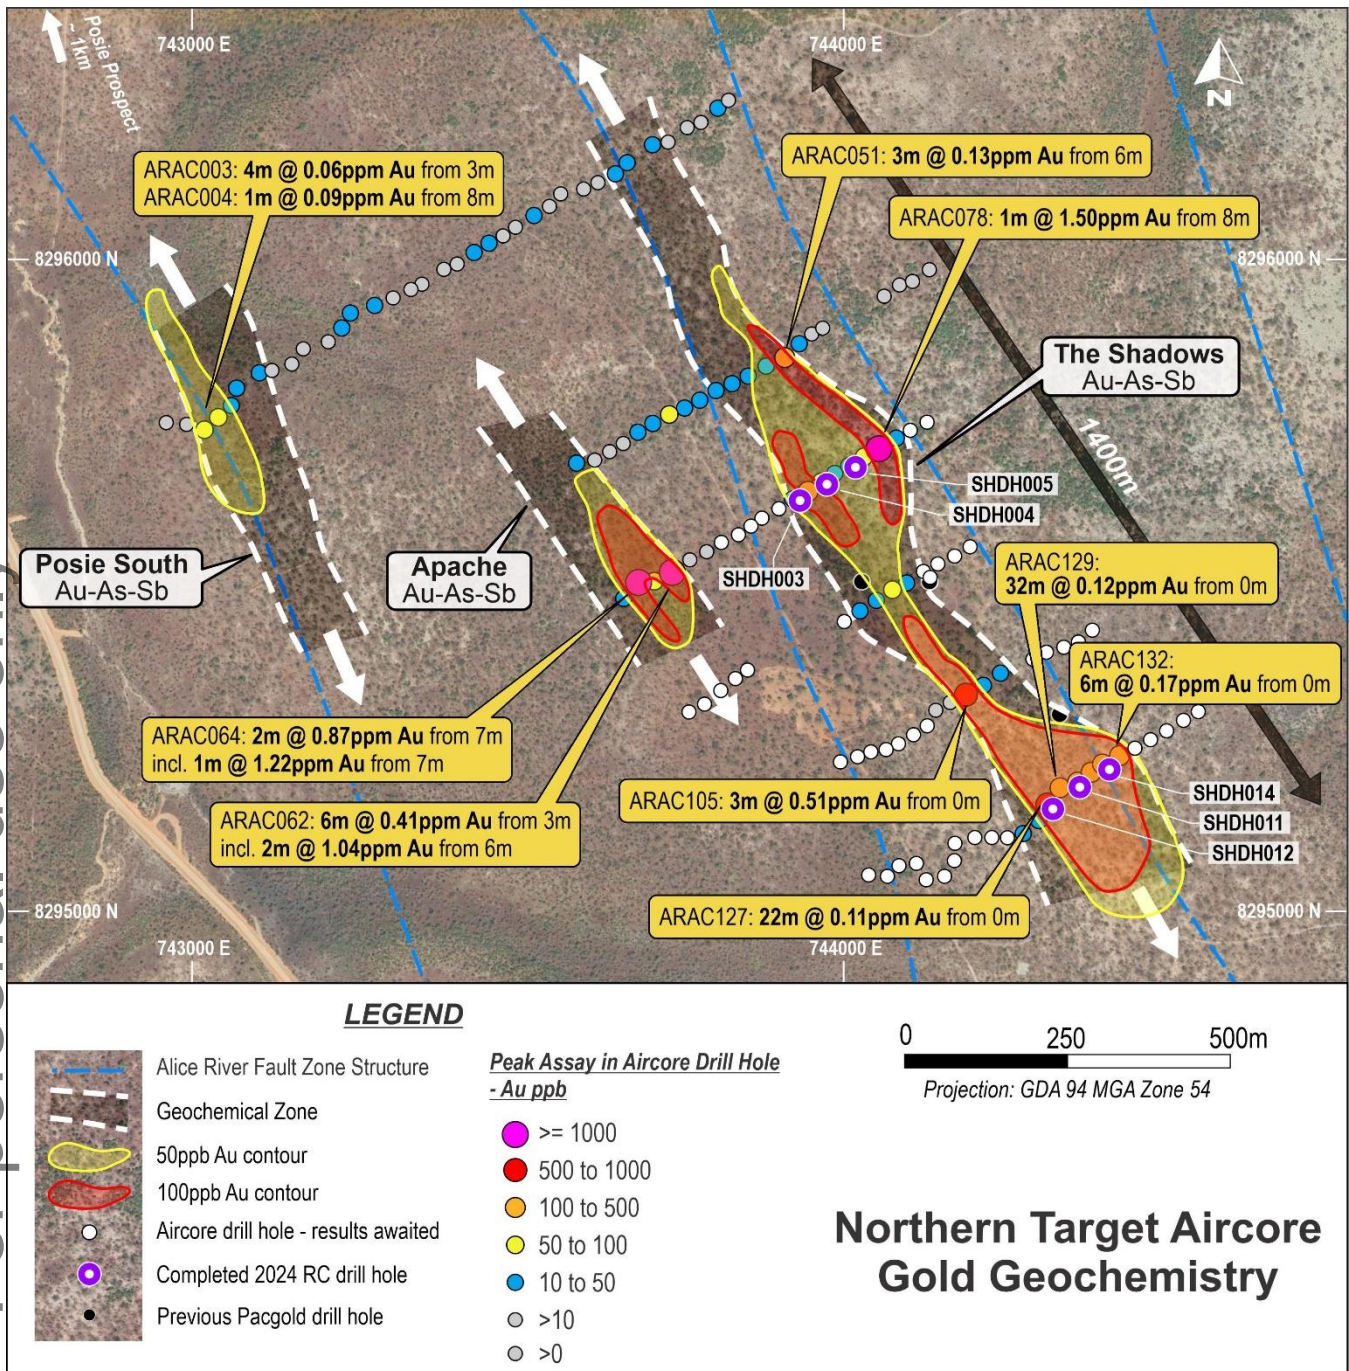 Posie Prospect
~ 1km
743000 E
744000 E
N
ARAC003: 4m @ 0.06ppm Au from 3m
ARAC004: 1m @ 0.09ppm Au from 8m
ARAC051: 3m @ 0.13ppm Au from 6m
ARAC078: 1m @ 1.50ppm Au from 8m
8296000 N
8296000 N
The Shadows
Au-As-Sb
1400m
SHDH005
SHDH004
SHDH003
Posie South
Au-As-Sb
Apache
Au-As-Sb
ARAC129:
32m @ 0.12ppm Au from 0m
ARAC132:
6m @ 0.17ppm Au from 0m
ARAC064: 2m @ 0.87ppm Au from 7m
incl. 1m @ 1.22ppm Au from 7m
ARAC062: 6m @ 0.41ppm Au from 3m
incl. 2m @ 1.04ppm Au from 6m
ARAC105: 3m @ 0.51ppm Au from 0m
SHDH014
SHDH011
SHDH012
ARAC127: 22m @ 0.11ppm Au from 0m
8295000 N
8295000 N
743000 E
744000 E
LEGEND
Alice River Fault Zone Structure
Geochemical Zone
50ppb Au contour
100ppb Au contour
Aircore drill hole - results awaited
Completed 2024 RC drill hole
Previous Pacgold drill hole
Peak Assay in Aircore Drill Hole
- Au ppb
>= 1000
500 to 1000
100 to 500
50 to 100
10 to 50
>10
>0
0 250 500m
Projection: GDA 94 MGA Zone 54
Northern Target Aircore
Gold Geochemistry